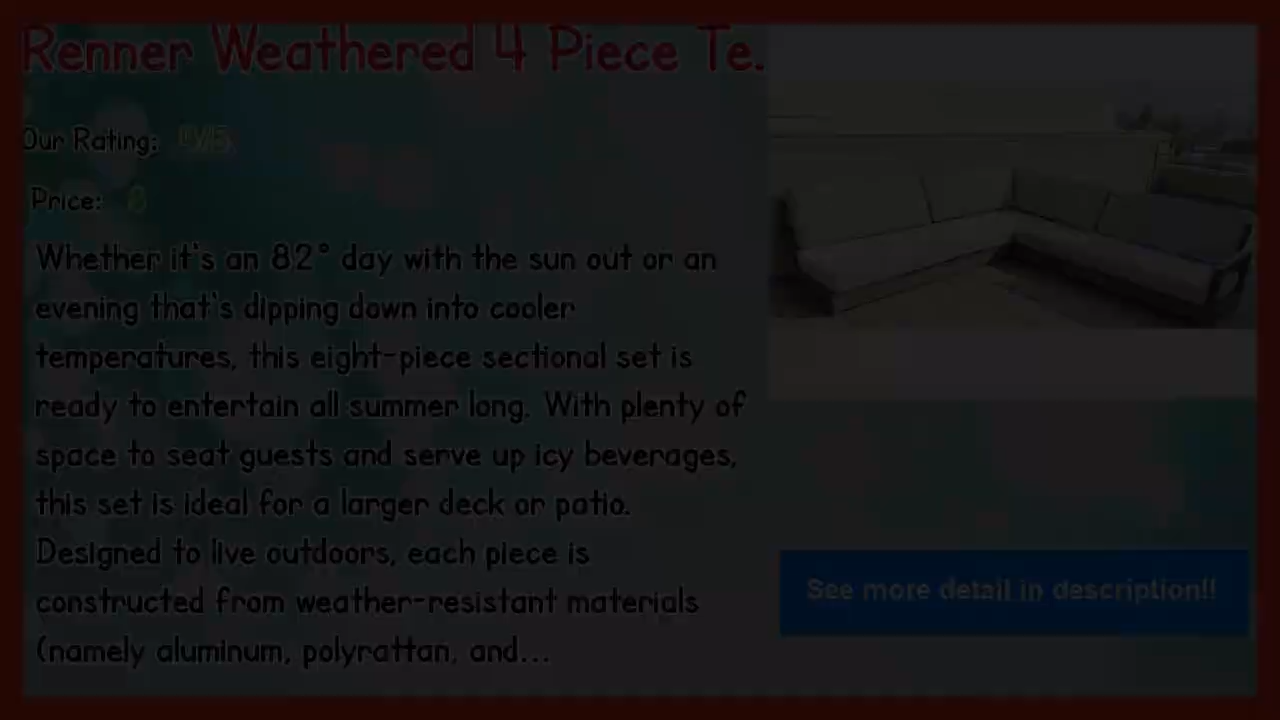 Renner Weathered 4 Piece Te.
Our Rating: 0/5
Price: 0
Whether it's an 82° day with the sun out or an
evening that's dipping down into cooler
temperatures, this eight-piece sectional set is
ready to entertain all summer long. With plenty of
space to seat guests and serve up icy beverages,
this set is ideal for a larger deck or patio.
Designed to live outdoors, each piece is
constructed from weather-resistant materials
(namely aluminum, polyrattan, and...
See more detail in description!!